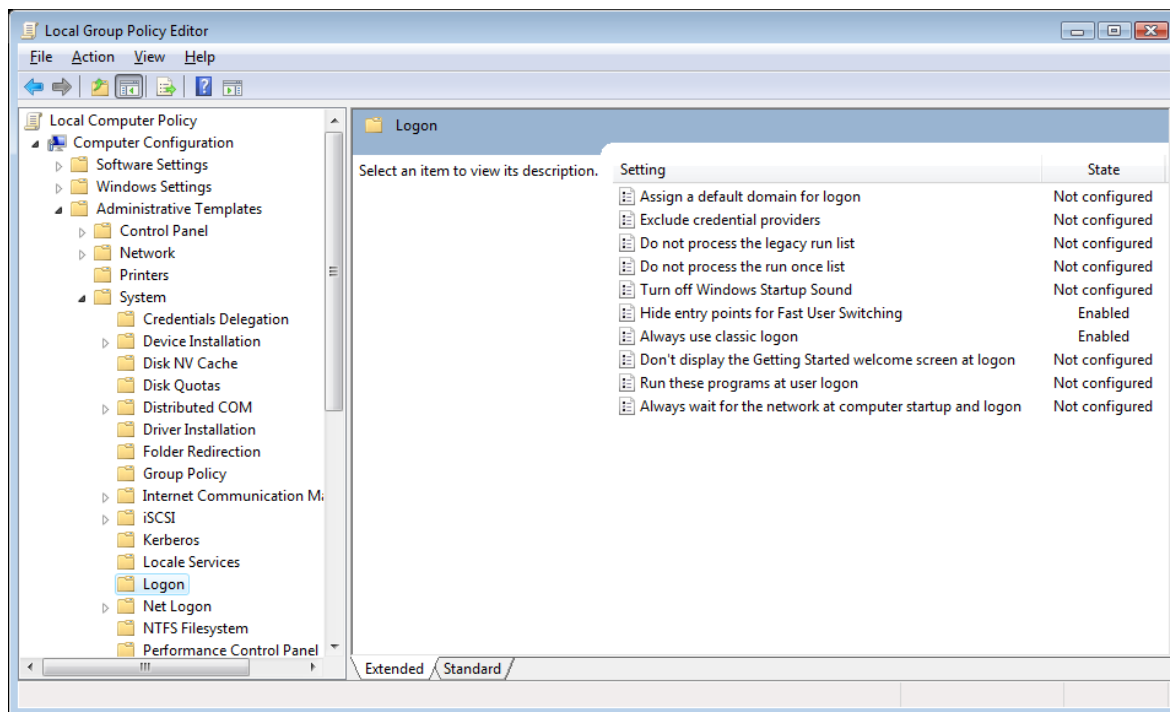 Local Group Policy Editor
File Action View Help
Local Computer Policy
Computer Configuration
Software Settings
Windows Settings
Administrative Templates
Control Panel
Network
Printers
System
Credentials Delegation
Device Installation
Disk NV Cache
Disk Quotas
Distributed COM
Driver Installation
Folder Redirection
Group Policy
Internet Communication Ma
iSCSI
Kerberos
Locale Services
Logon
Net Logon
NTFS Filesystem
Performance Control Panel
Logon
Select an item to view its description.
Setting State
Assign a default domain for logon Not configured
Exclude credential providers Not configured
Do not process the legacy run list Not configured
Do not process the run once list Not configured
Turn off Windows Startup Sound Not configured
Hide entry points for Fast User Switching Enabled
Always use classic logon Enabled
Don't display the Getting Started welcome screen at logon Not configured
Run these programs at user logon Not configured
Always wait for the network at computer startup and logon Not configured
Extended Standard